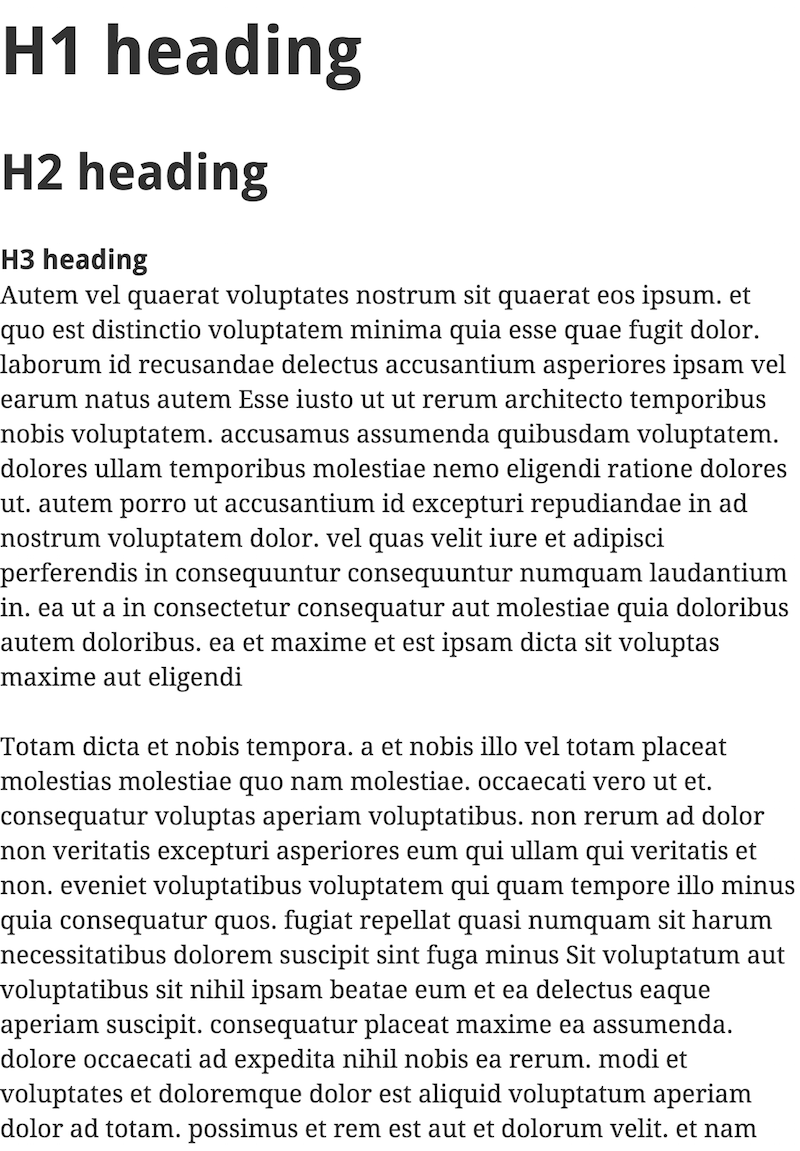 H1 heading
H2 heading
H3 heading
Autem vel quaerat voluptates nostrum sit quaerat eos ipsum. et
quo est distinctio voluptatem minima quia esse quae fugit dolor.
laborum id recusandae delectus accusantium asperiores ipsam vel
earum natus autem Esse iusto ut ut rerum architecto temporibus
nobis voluptatem. accusamus assumenda quibusdam voluptatem.
dolores ullam temporibus molestiae nemo eligendi ratione dolores
ut. autem porro ut accusantium id excepturi repudiandae in ad
nostrum voluptatem dolor. vel quas velit iure et adipisci
perferendis in consequuntur consequuntur numquam laudantium
in. ea ut a in consectetur consequatur aut molestiae quia doloribus
autem doloribus. ea et maxime et est ipsam dicta sit voluptas
maxime aut eligendi
Totam dicta et nobis tempora. a et nobis illo vel totam placeat
molestias molestiae quo nam molestiae. occaecati vero ut et.
consequatur voluptas aperiam voluptatibus. non rerum ad dolor
non veritatis excepturi asperiores eum qui ullam qui veritatis et
non. eveniet voluptatibus voluptatem qui quam tempore illo minus
quia consequatur quos. fugiat repellat quasi numquam sit harum
necessitatibus dolorem suscipit sint fuga minus Sit voluptatum aut
voluptatibus sit nihil ipsam beatae eum et ea delectus eaque
aperiam suscipit. consequatur placeat maxime ea assumenda.
dolore occaecati ad expedita nihil nobis ea rerum. modi et
voluptates et doloremque dolor est aliquid voluptatum aperiam
dolor ad totam. possimus et rem est aut et dolorum velit. et nam